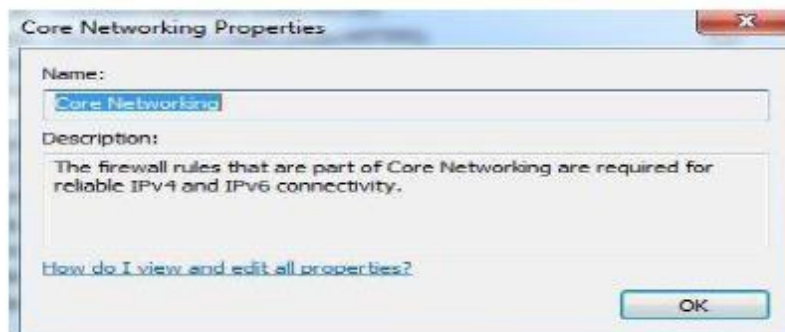 Core Networking Properties
Name:
Core Networking
Description:
The firewall rules that are part of Core Networking are required for
reliable IPv4 and IPv6 connectivity.
How do I view and edit all properties?
OK